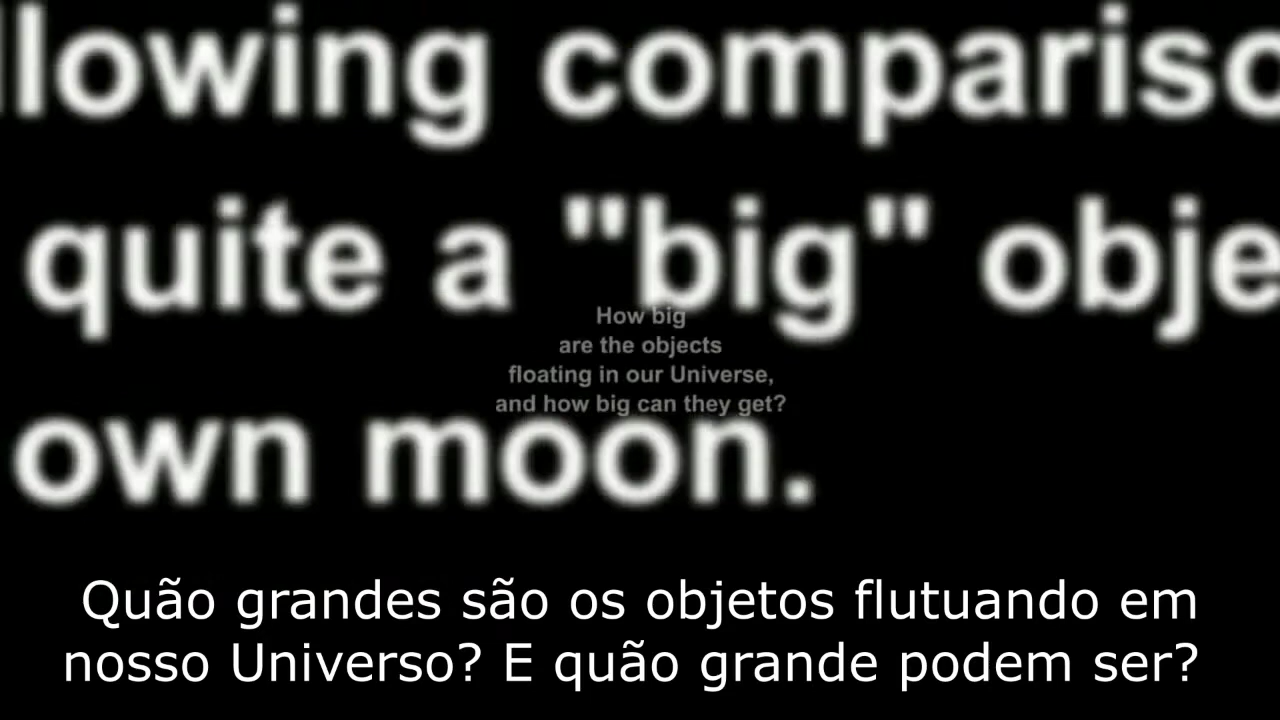 llowing compariso
quite a "big" obje
How big
are the objects
floating in our Universe,
and how big can they get?
own moon.
Quão grandes são os objetos flutuando em
nosso Universo? E quão grande podem ser?